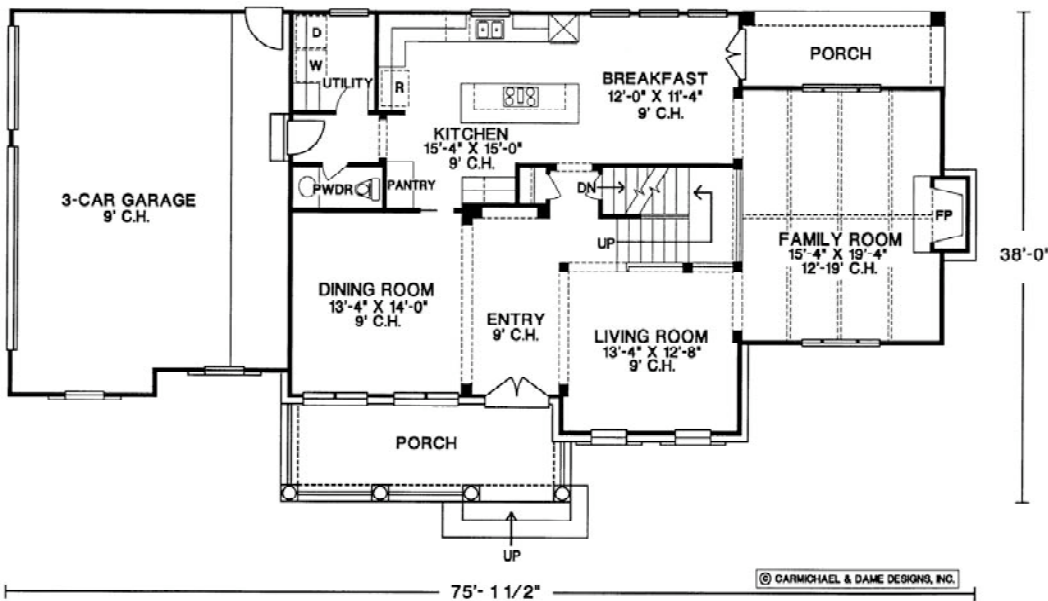 D
W
UTILITY
R
BREAKFAST
12'-0" X 11'-4"
9' C.H.
PORCH
KITCHEN
15'-4" X 15'-0"
9' C.H.
3-CAR GARAGE
9' C.H.
PWDR
PANTRY
DN
UP
FAMILY ROOM
15'-4" X 19'-4"
12'-19' C.H.
FP
38'-0"
DINING ROOM
13'-4" X 14'-0"
9' C.H.
ENTRY
9' C.H.
LIVING ROOM
13'-4" X 12'-8"
9' C.H.
PORCH
UP
© CARMICHAEL & DAME DESIGNS, INC.
75'- 1 1/2"